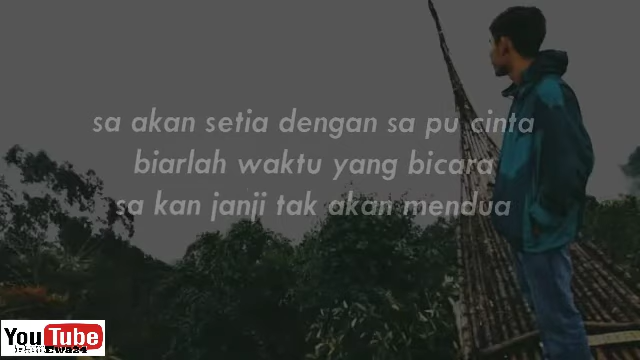 sa akan setia dengan sa pu cinta
biarlah waktu yang bicara
sa kan janji tak akan mendua
YouTube